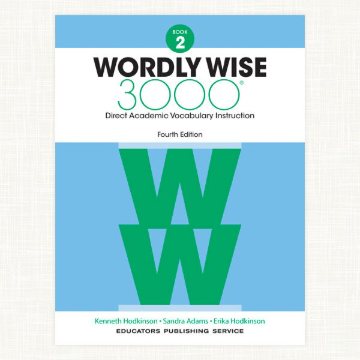 BOOK
2
WORDLY WISE
3000®
Direct Academic Vocabulary Instruction
Fourth Edition
W
W
Kenneth Hodkinson • Sandra Adams • Erika Hodkinson
EDUCATORS PUBLISHING SERVICE